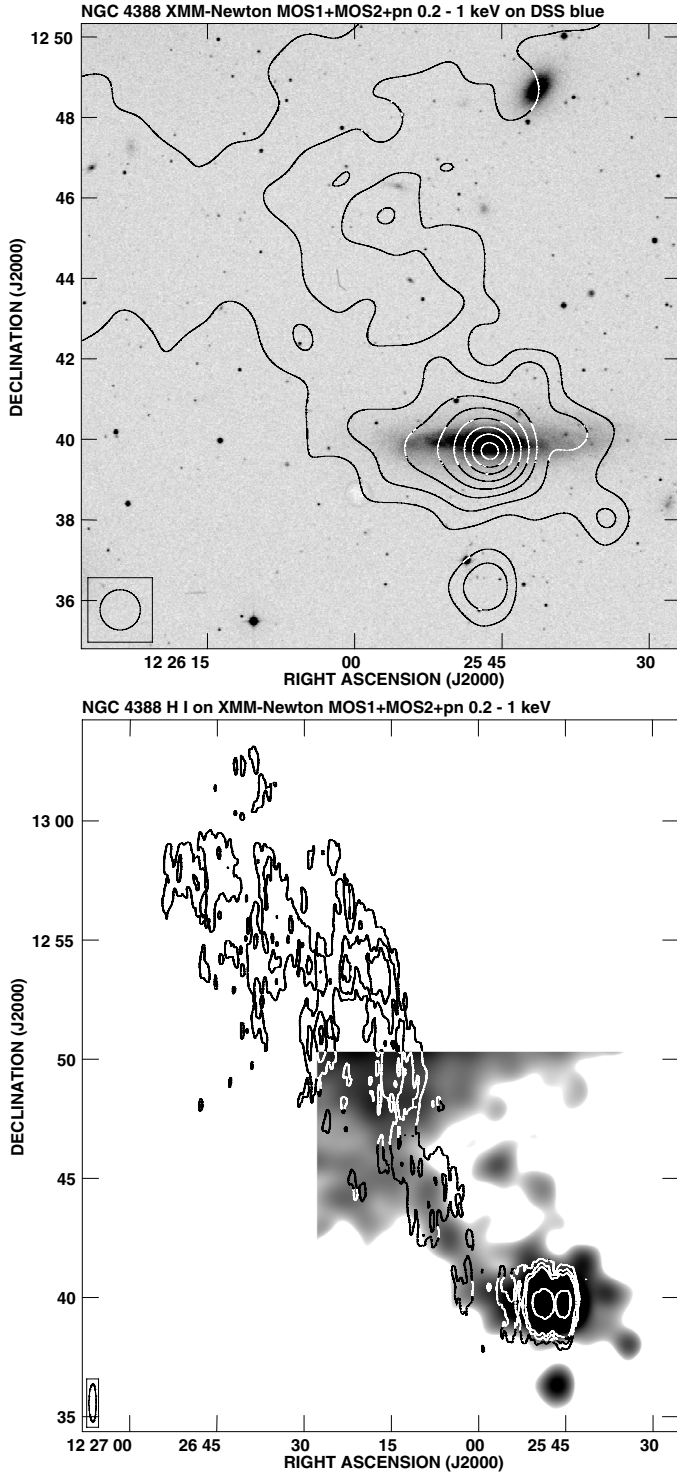 NGC 4388 XMM-Newton MOS1+MOS2+pn 0.2 - 1 keV on DSS blue
12 50
48
46
44
42
40
38
36
DECLINATION (J2000)
12 26 15
00
25 45
30
RIGHT ASCENSION (J2000)
NGC 4388 H I on XMM-Newton MOS1+MOS2+pn 0.2 - 1 keV
13 00
12 55
50
45
40
35
DECLINATION (J2000)
12 27 00
26 45
30
15
00
25 45
30
RIGHT ASCENSION (J2000)